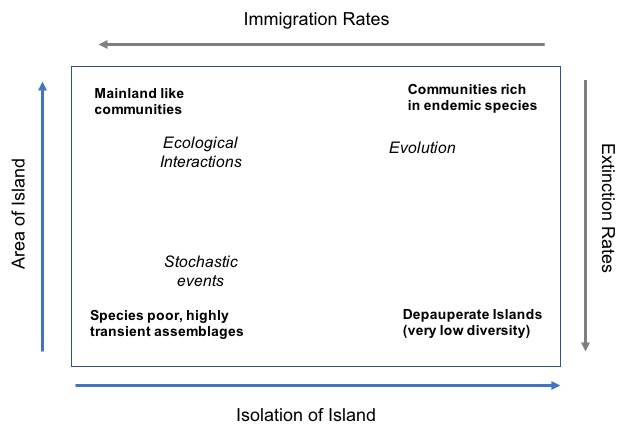 Immigration Rates
Mainland like
communities
Communities rich
in endemic species
Ecological
Interactions
Evolution
Area of Island
Extinction Rates
Stochastic
events
Species poor, highly
transient assemblages
Depauperate Islands
(very low diversity)
Isolation of Island